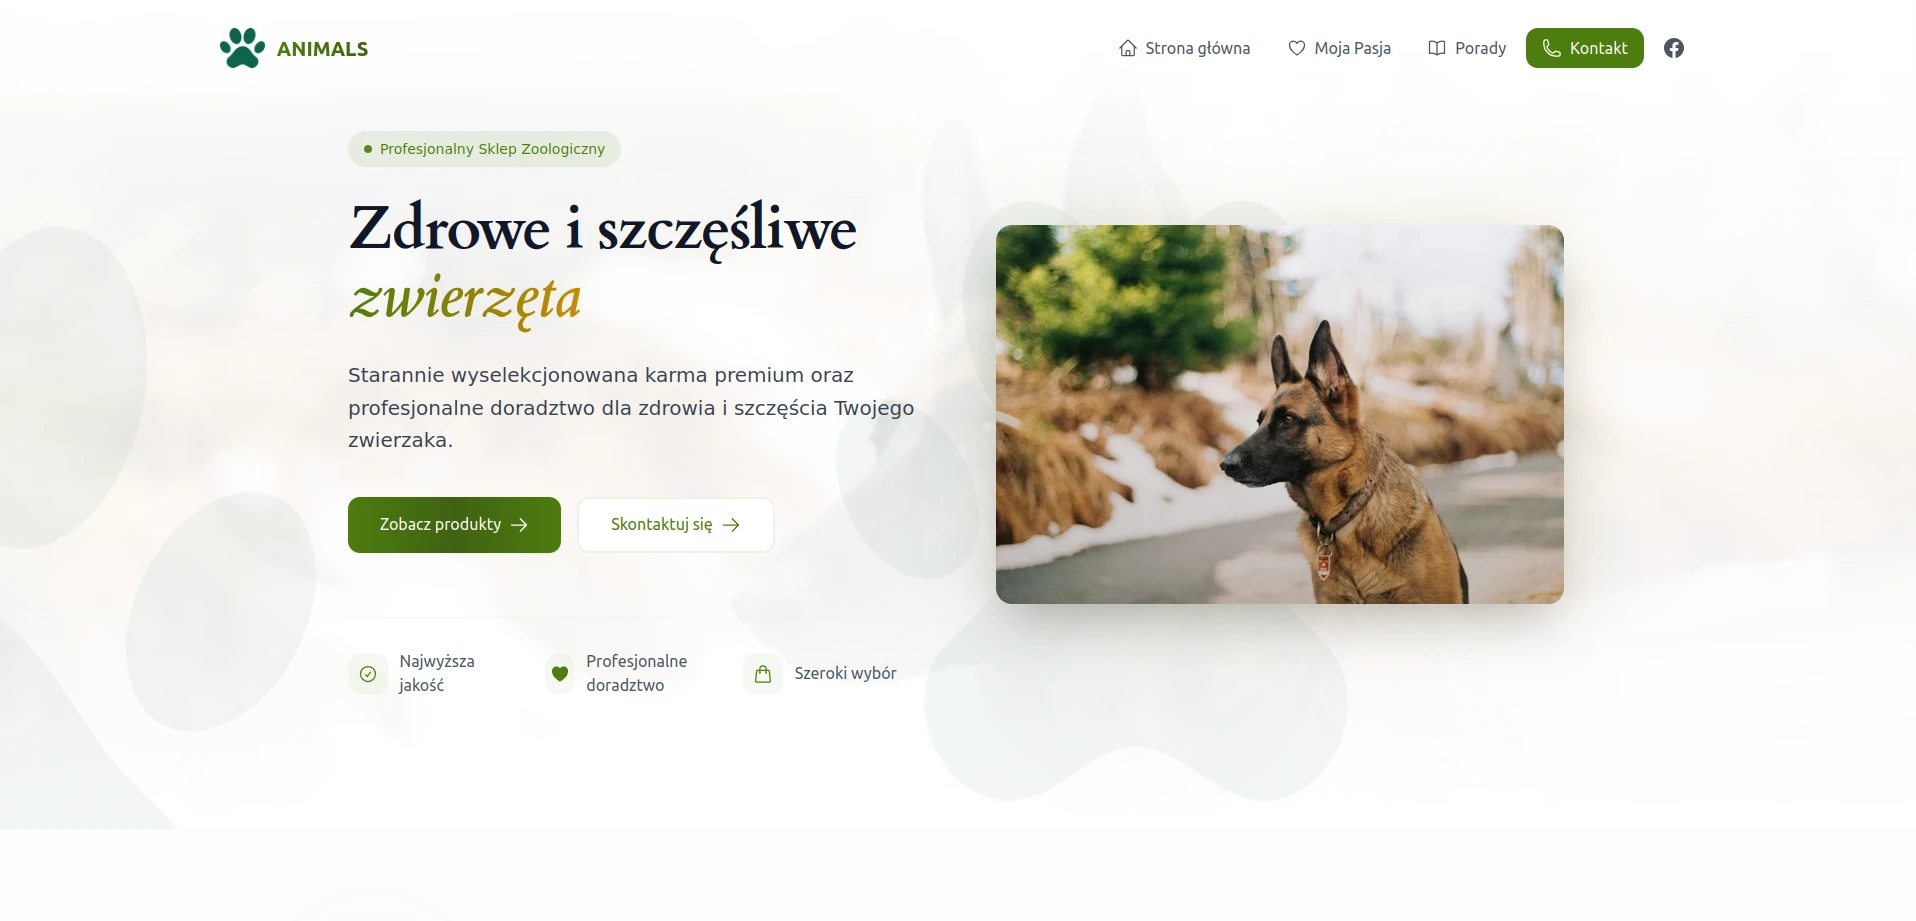 ANIMALS
Strona główna
Moja Pasja
Porady
Kontakt
Profesjonalny Sklep Zoologiczny
Zdrowe i szczęśliwe
zwierzęta
Starannie wyselekcjonowana karma premium oraz
profesjonalne doradztwo dla zdrowia i szczęścia Twojego
zwierzaka.
Zobacz produkty
Skontaktuj się
Najwyższa
jakość
Profesjonalne
doradztwo
Szeroki wybór